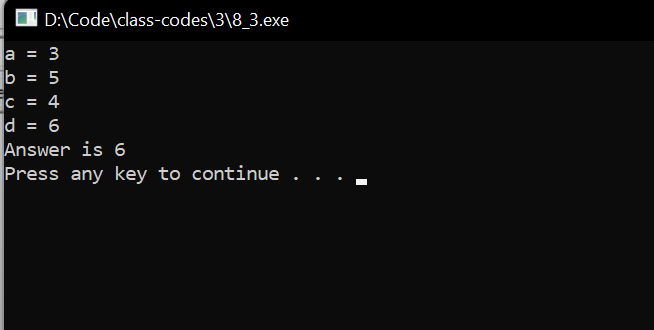 D:\Code\class-codes\3\8_3.exe
a = 3
b = 5
c = 4
d = 6
Answer is 6
Press any key to continue . . .